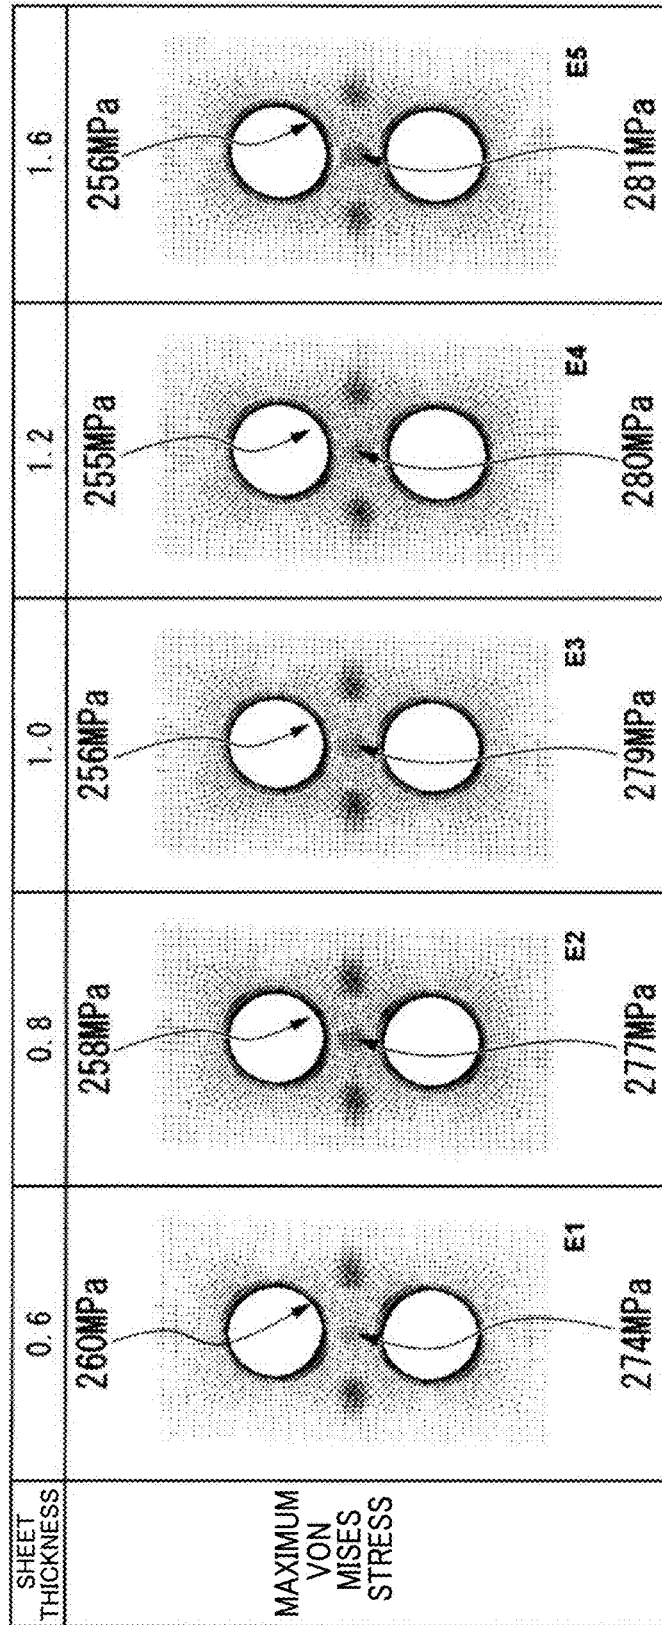 SHEET
THICKNESS
0.6
0.8
1.0
1.2
1.6
MAXIMUM
VON
MISES
STRESS
260MPa
274MPa
E1
258MPa
277MPa
E2
256MPa
279MPa
E3
255MPa
280MPa
E4
256MPa
281MPa
E5